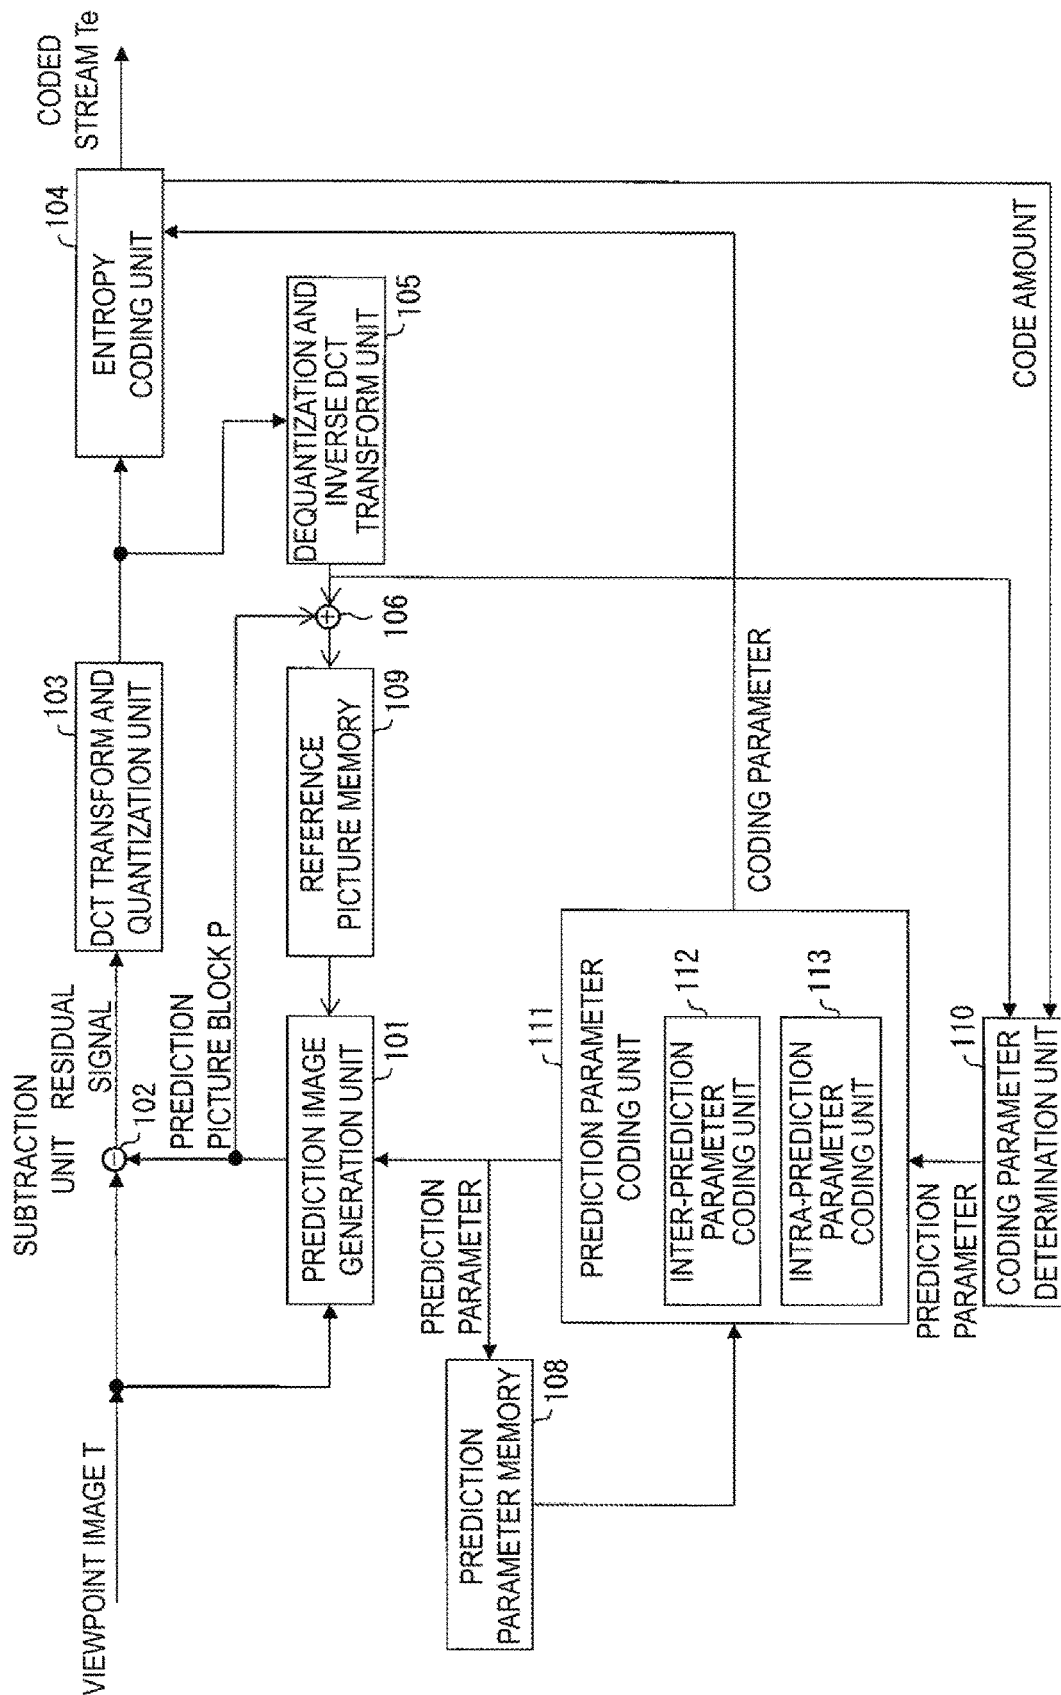 VIEWPOINT IMAGE T
SUBTRACTION
UNIT
RESIDUAL
SIGNAL
102
DCT TRANSFORM AND
QUANTIZATION UNIT
103
ENTROPY
CODING UNIT
104
CODED
STREAM Te
PREDICTION
PICTURE BLOCK P
PREDICTION IMAGE
GENERATION UNIT
101
REFERENCE
PICTURE MEMORY
109
+
106
DEQUANTIZATION AND
INVERSE DCT
TRANSFORM UNIT
105
PREDICTION
PARAMETER
PREDICTION
PARAMETER MEMORY
108
PREDICTION PARAMETER
CODING UNIT
111
INTER-PREDICTION
PARAMETER
CODING UNIT
112
INTRA-PREDICTION
PARAMETER
CODING UNIT
113
CODING PARAMETER
PREDICTION
PARAMETER
CODING PARAMETER
DETERMINATION UNIT
110
CODE AMOUNT